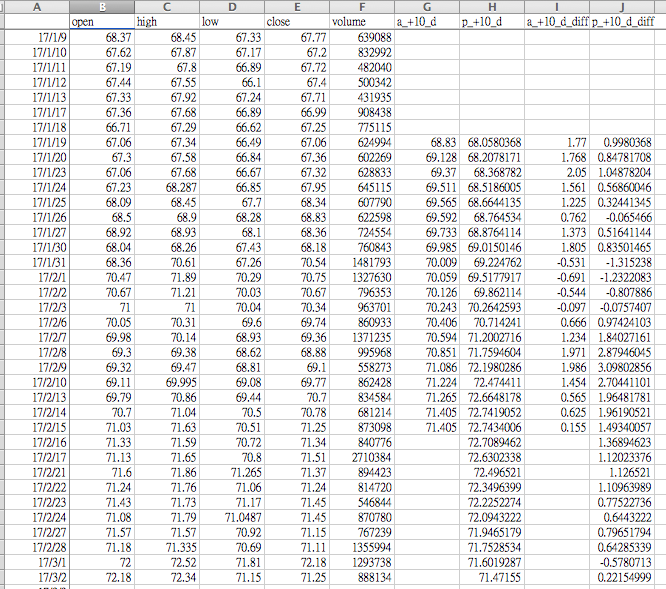 A B C D E F G H I J
open high low close volume a_+10_d p_+10_d a_+10_d_diff p_+10_d_diff
17/1/9 68.37 68.45 67.33 67.77 639088
17/1/10 67.62 67.87 67.17 67.2 832992
17/1/11 67.19 67.8 66.89 67.72 482040
17/1/12 67.44 67.55 66.1 67.4 500342
17/1/13 67.33 67.92 67.24 67.71 431935
17/1/17 67.36 67.68 66.89 66.99 908438
17/1/18 66.71 67.29 66.62 67.25 775115
17/1/19 67.06 67.34 66.49 67.06 624994 68.83 68.0580368 1.77 0.9980368
17/1/20 67.3 67.58 66.84 67.36 602269 69.128 68.2078171 1.768 0.84781708
17/1/23 67.06 67.68 66.67 67.32 628833 69.37 68.368782 2.05 1.04878204
17/1/24 67.23 68.287 66.85 67.95 645115 69.511 68.5186005 1.561 0.56860046
17/1/25 68.09 68.45 67.7 68.34 607790 69.565 68.6644135 1.225 0.32441345
17/1/26 68.5 68.9 68.28 68.83 622598 69.592 68.764534 0.762 -0.065466
17/1/27 68.92 68.93 68.1 68.36 724554 69.733 68.8764114 1.373 0.51641144
17/1/30 68.04 68.26 67.43 68.18 760843 69.985 69.0150146 1.805 0.83501465
17/1/31 68.36 70.61 67.26 70.54 1481793 70.009 69.224762 -0.531 -1.315238
17/2/1 70.47 71.89 70.29 70.75 1327630 70.059 69.5177917 -0.691 -1.2322083
17/2/2 70.67 71.21 70.03 70.67 796353 70.126 69.862114 -0.544 -0.807886
17/2/3 71 71 70.04 70.34 963701 70.243 70.2642593 -0.097 -0.0757407
17/2/6 70.05 70.31 69.6 69.74 860933 70.406 70.714241 0.666 0.97424103
17/2/7 69.98 70.14 68.93 69.36 1371235 70.594 71.2002716 1.234 1.84027161
17/2/8 69.3 69.38 68.62 68.88 995968 70.851 71.7594604 1.971 2.87946045
17/2/9 69.32 69.47 68.81 69.1 558273 71.086 72.1980286 1.986 3.09802856
17/2/10 69.11 69.995 69.08 69.77 862428 71.224 72.474411 1.454 2.70441101
17/2/13 69.79 70.86 69.44 70.7 834584 71.265 72.6648178 0.565 1.96481781
17/2/14 70.7 71.04 70.5 70.78 681214 71.405 72.7419052 0.625 1.96190521
17/2/15 71.03 71.63 70.51 71.25 873098 71.405 72.7434006 0.155 1.49340057
17/2/16 71.33 71.59 70.72 71.34 840776 72.7089462 1.36894623
17/2/17 71.13 71.65 70.8 71.51 2710384 72.6302338 1.12023376
17/2/21 71.6 71.86 71.265 71.37 894423 72.496521 1.126521
17/2/22 71.24 71.76 71.06 71.24 814720 72.3496399 1.10963989
17/2/23 71.43 71.73 71.17 71.45 546844 72.2252274 0.77522736
17/2/24 71.08 71.79 71.0487 71.45 870780 72.0943222 0.6443222
17/2/27 71.57 71.57 70.92 71.15 767239 71.9465179 0.79651794
17/2/28 71.18 71.335 70.69 71.11 1355994 71.7528534 0.64285339
17/3/1 72 72.52 71.81 72.18 1293738 71.6019287 -0.5780713
17/3/2 72.18 72.34 71.15 71.25 888134 71.47155 0.22154999